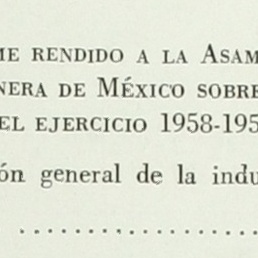 ME RENDIDO A LA ASAM
NERA DE MÉXICO SOBRE
EL EJERCICIO 1958-195
ón general de la indu
....................